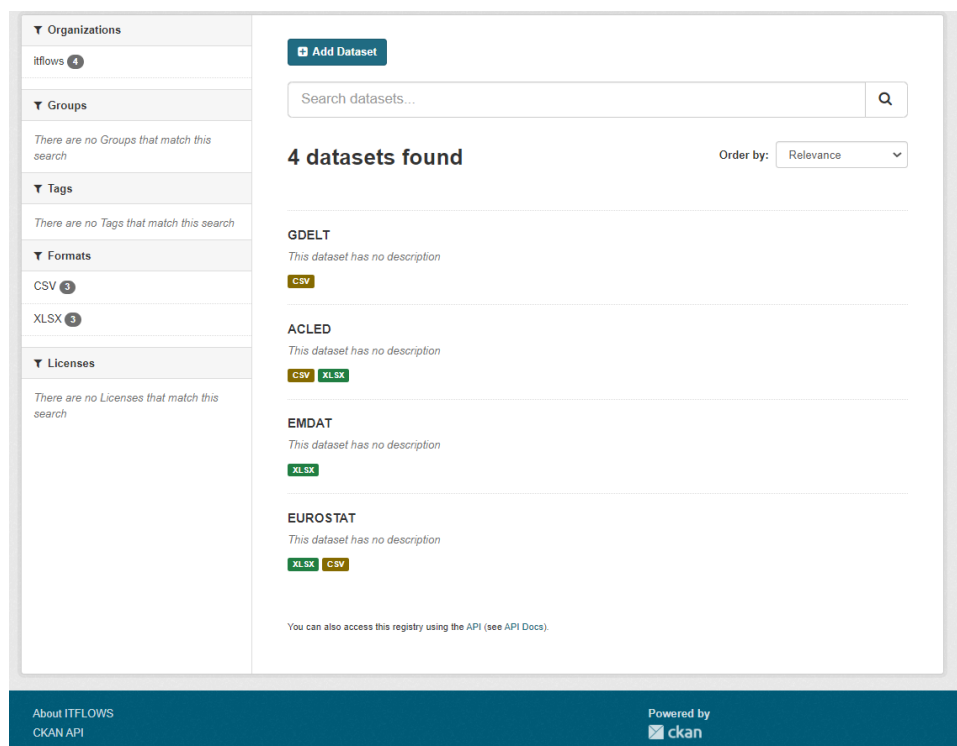 Organizations
itflows 4
Groups
There are no Groups that match this
search
Tags
There are no Tags that match this search
Formats
CSV 3
XLSX 3
Licenses
There are no Licenses that match this
search
Add Dataset
Search datasets...
4 datasets found
Order by: Relevance
GDELT
This dataset has no description
CSV
ACLED
This dataset has no description
CSV XLSX
EMDAT
This dataset has no description
XLSX
EUROSTAT
This dataset has no description
XLSX CSV
You can also access this registry using the API (see API Docs).
About ITFLOWS
CKAN API
Powered by
ckan